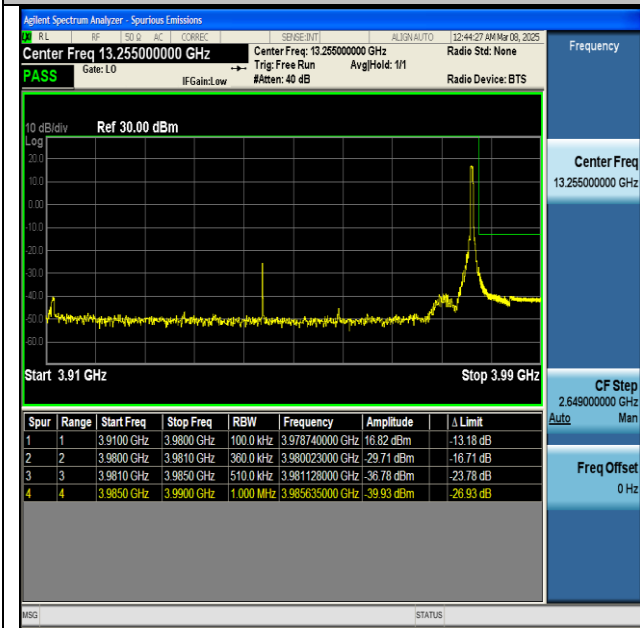 Agilent Spectrum Analyzer - Spurious Emissions
RL RF 50 Ω AC CORREC SENSE:INT ALIGN AUTO 12:44:27 AM Mar 08, 2025
Center Freq 13.255000000 GHz Center Freq: 13.255000000 GHz Radio Std: None
PASS Gate: LO Trig: Free Run Avg|Hold: 1/1
IFGain:Low #Atten: 40 dB Radio Device: BTS
10 dB/div Ref 30.00 dBm
Log
20.0
10.0
0.00
-10.0
-20.0
-30.0
-40.0
-50.0
-60.0
Start 3.91 GHz Stop 3.99 GHz
Spur Range Start Freq Stop Freq RBW Frequency Amplitude Δ Limit
1 1 3.9100 GHz 3.9800 GHz 100.0 kHz 3.978740000 GHz 16.82 dBm -13.18 dB
2 2 3.9800 GHz 3.9810 GHz 360.0 kHz 3.980023000 GHz -29.71 dBm -16.71 dB
3 3 3.9810 GHz 3.9850 GHz 510.0 kHz 3.981128000 GHz -36.78 dBm -23.78 dB
4 4 3.9850 GHz 3.9900 GHz 1.000 MHz 3.985635000 GHz -39.93 dBm -26.93 dB
Frequency
Center Freq
13.255000000 GHz
CF Step
2.649000000 GHz
Auto Man
Freq Offset
0 Hz
MSG STATUS